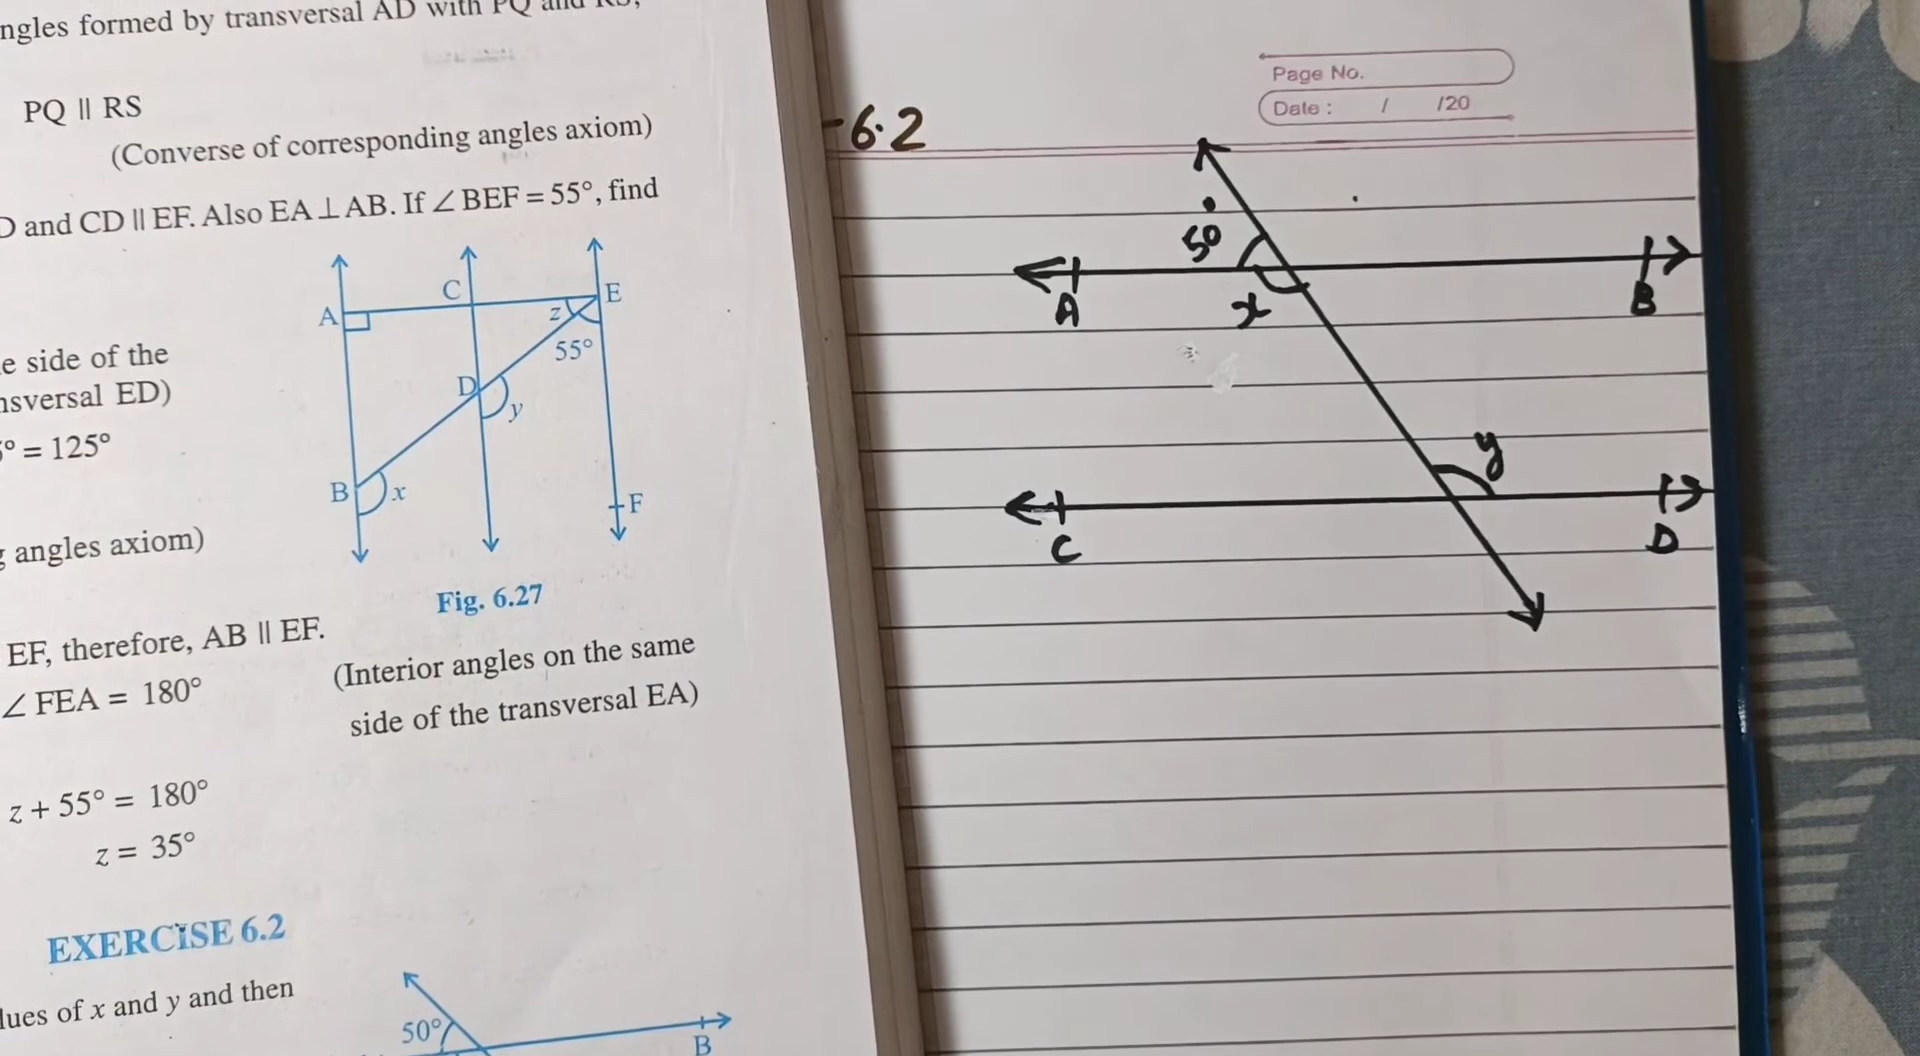 ngles formed by transversal AD with PQ and RS,
PQ || RS
(Converse of corresponding angles axiom)
D and CD || EF. Also EA ⊥ AB. If ∠ BEF = 55°, find
A
C
E
z
55°
D
y
B
x
F
Fig. 6.27
e side of the
nsversal ED)
° = 125°
angles axiom)
EF, therefore, AB || EF.
∠ FEA = 180°
(Interior angles on the same
side of the transversal EA)
z + 55° = 180°
z = 35°
EXERCISE 6.2
lues of x and y and then
50°
B
Page No.
Date : / /20
6.2
50
A
x
B
y
C
D